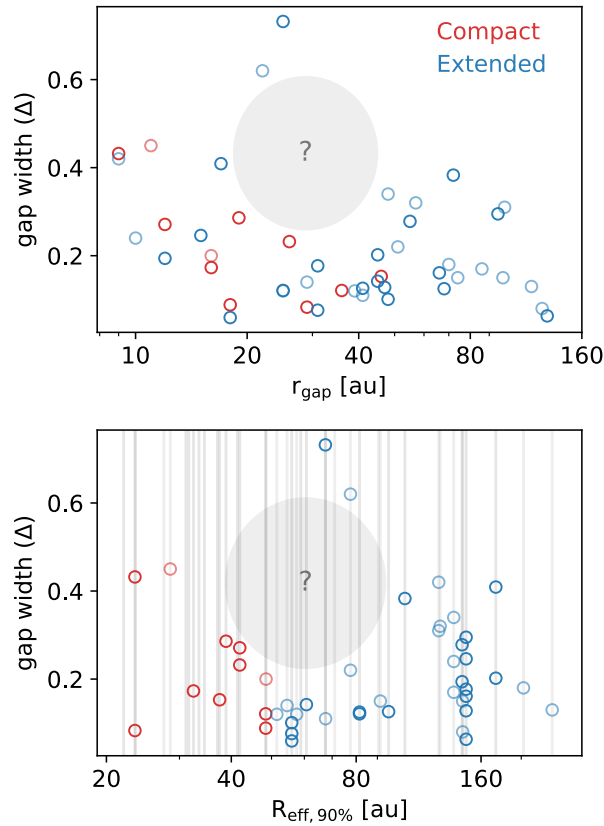 Compact
Extended
0.6
0.4
0.2
gap width (Δ)
?
10
20
40
80
160
r_gap [au]
0.6
0.4
0.2
gap width (Δ)
?
20
40
80
160
R_eff, 90% [au]